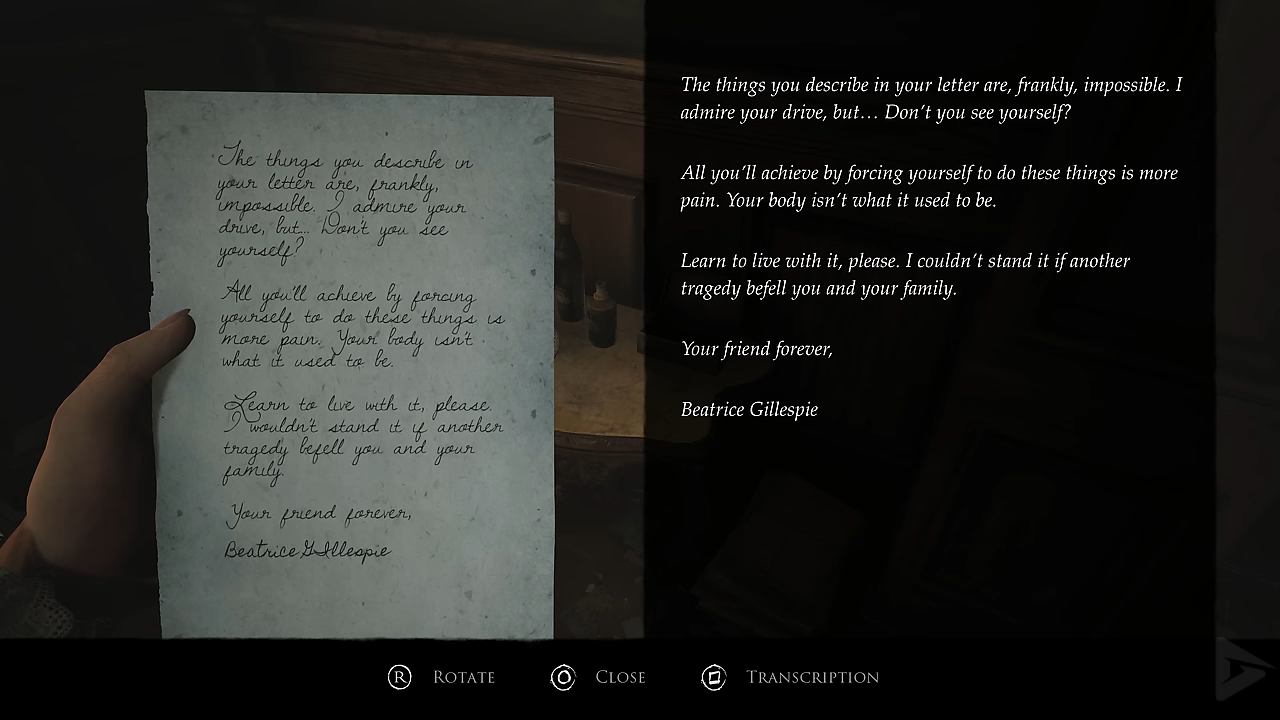 The things you describe in
your letter are, frankly,
impossible. I admire your
drive, but... Don't you see
yourself?
All you'll achieve by forcing
yourself to do these things is
more pain. Your body isn't
what it used to be.
Learn to live with it, please.
I wouldn't stand it if another
tragedy befell you and your
family.
Your friend forever,
Beatrice Gillespie
The things you describe in your letter are, frankly, impossible. I
admire your drive, but… Don’t you see yourself?
All you’ll achieve by forcing yourself to do these things is more
pain. Your body isn’t what it used to be.
Learn to live with it, please. I couldn’t stand it if another
tragedy befell you and your family.
Your friend forever,
Beatrice Gillespie
R Rotate Close Transcription